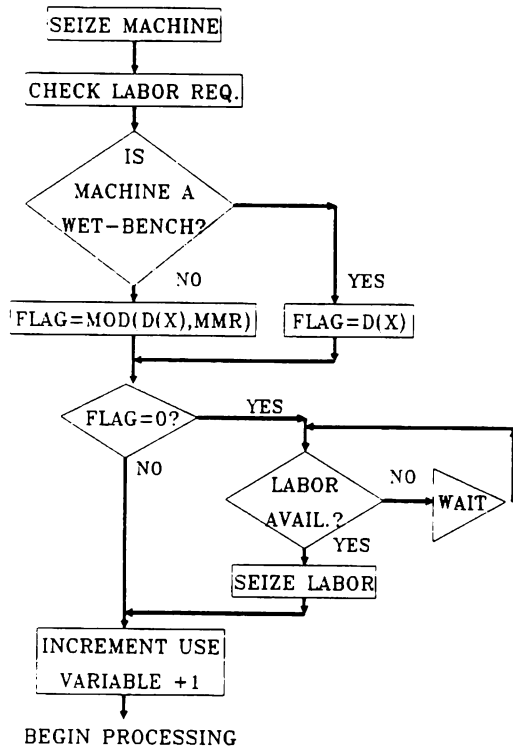 SEIZE MACHINE
CHECK LABOR REQ.
IS
MACHINE A
WET-BENCH?
NO
YES
FLAG=MOD(D(X),MMR)
FLAG=D(X)
FLAG=0?
YES
NO
LABOR
AVAIL.?
NO
WAIT
YES
SEIZE LABOR
INCREMENT USE
VARIABLE +1
BEGIN PROCESSING